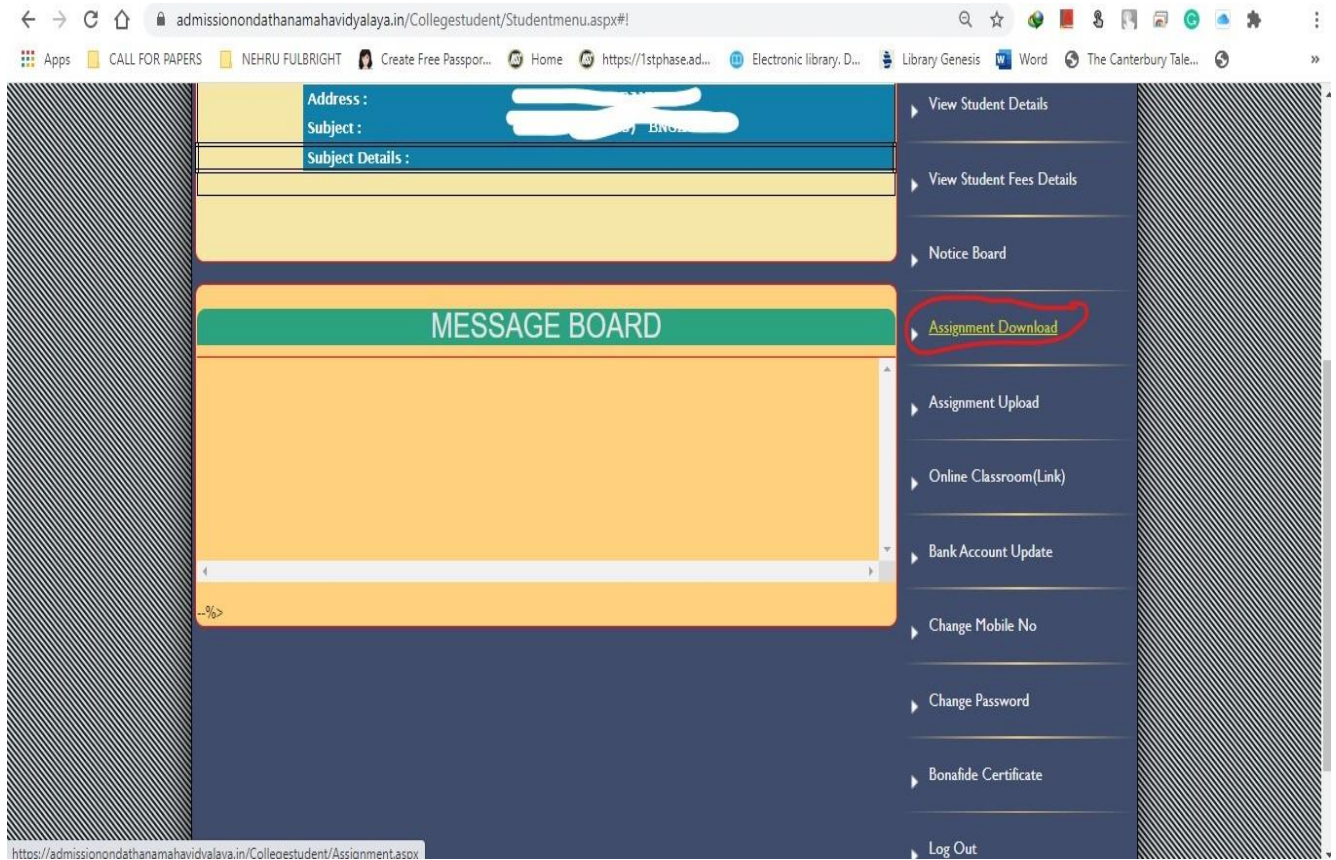 admissionondathanamahavidyalaya.in/Collegestudent/Studentmenu.aspx#!
Apps CALL FOR PAPERS NEHRU FULBRIGHT Create Free Passpor... Home https://1stphase.ad... Electronic library. D... Library Genesis Word The Canterbury Tale... »
Address :
Subject :
Subject Details :
MESSAGE BOARD
--%>
View Student Details
View Student Fees Details
Notice Board
Assignment Download
Assignment Upload
Online Classroom(Link)
Bank Account Update
Change Mobile No
Change Password
Bonafide Certificate
Log Out
https://admissionondathanamahavidyalaya.in/Collegestudent/Assignment.aspx